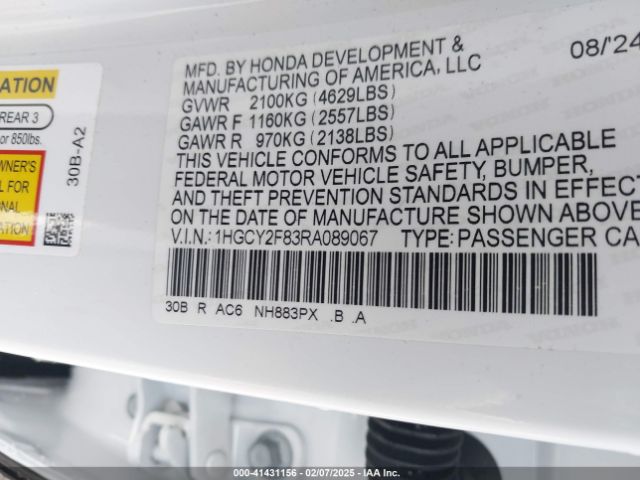 MFD. BY HONDA DEVELOPMENT & 08/'24
MANUFACTURING OF AMERICA, LLC
GVWR 2100KG (4629LBS)
GAWR F 1160KG (2557LBS)
GAWR R 970KG (2138LBS)
THIS VEHICLE CONFORMS TO ALL APPLICABLE
FEDERAL MOTOR VEHICLE SAFETY, BUMPER,
AND THEFT PREVENTION STANDARDS IN EFFECT
ON THE DATE OF MANUFACTURE SHOWN ABOVE
V.I.N.: 1HGCY2F83RA089067 TYPE: PASSENGER CA
30B R AC6 NH883PX .B .A
REAR 3
or 850lbs.
30B-A2
00-41431156 — 02/07/2025 — IAA Inc.